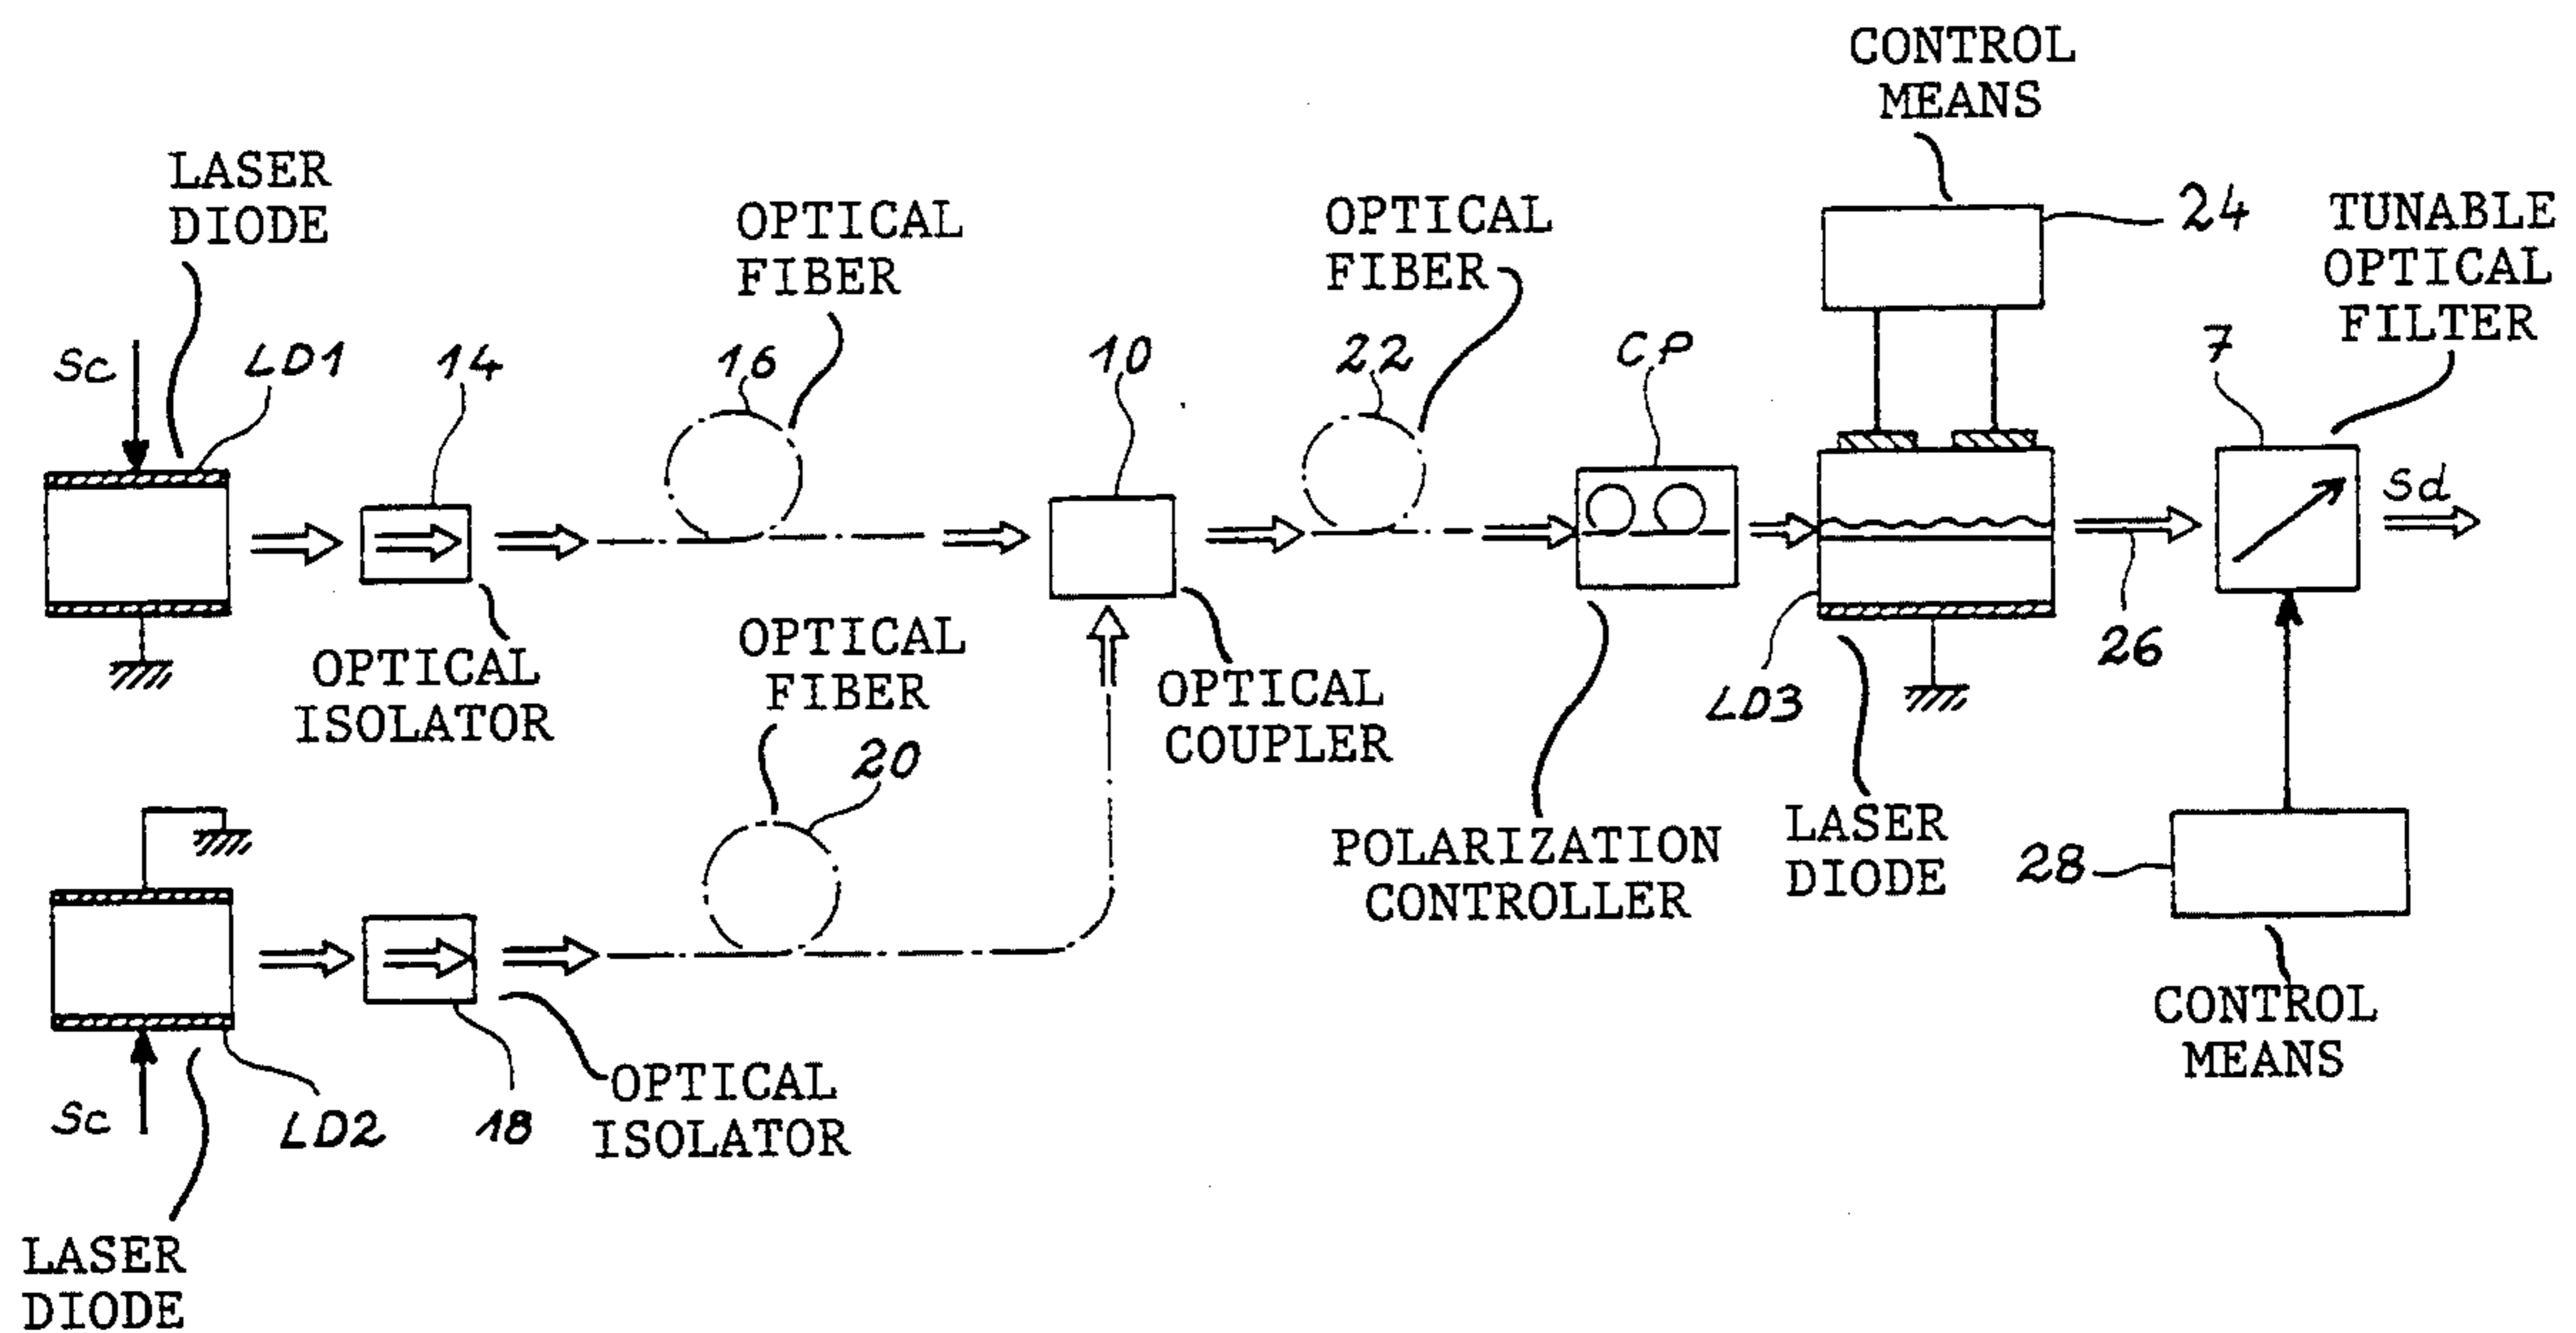 CONTROL
MEANS
LASER
DIODE
OPTICAL
FIBER
OPTICAL
FIBER
24
TUNABLE
OPTICAL
FILTER
Sc
LD1
14
16
10
22
CP
7
Sd
OPTICAL
ISOLATOR
OPTICAL
FIBER
20
OPTICAL
COUPLER
LD3
26
POLARIZATION
CONTROLLER
LASER
DIODE
28
CONTROL
MEANS
Sc
LD2
18
OPTICAL
ISOLATOR
LASER
DIODE